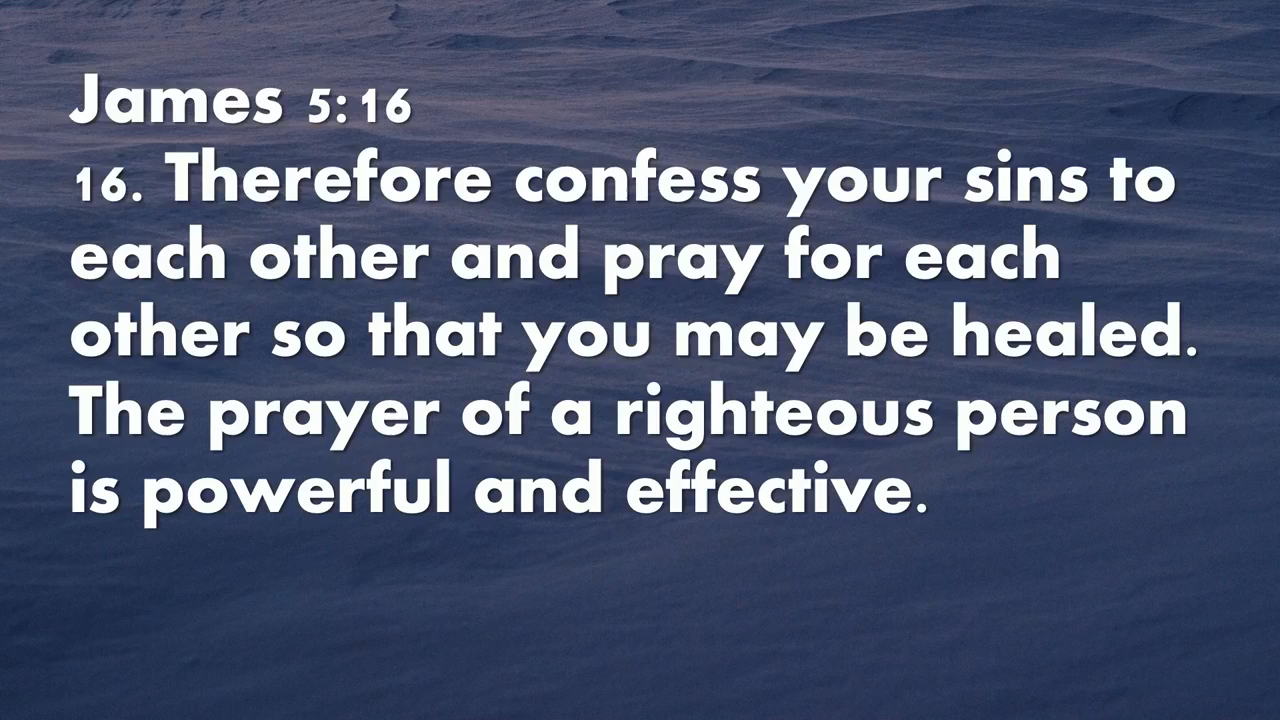 James 5:16
16. Therefore confess your sins to
each other and pray for each
other so that you may be healed.
The prayer of a righteous person
is powerful and effective.